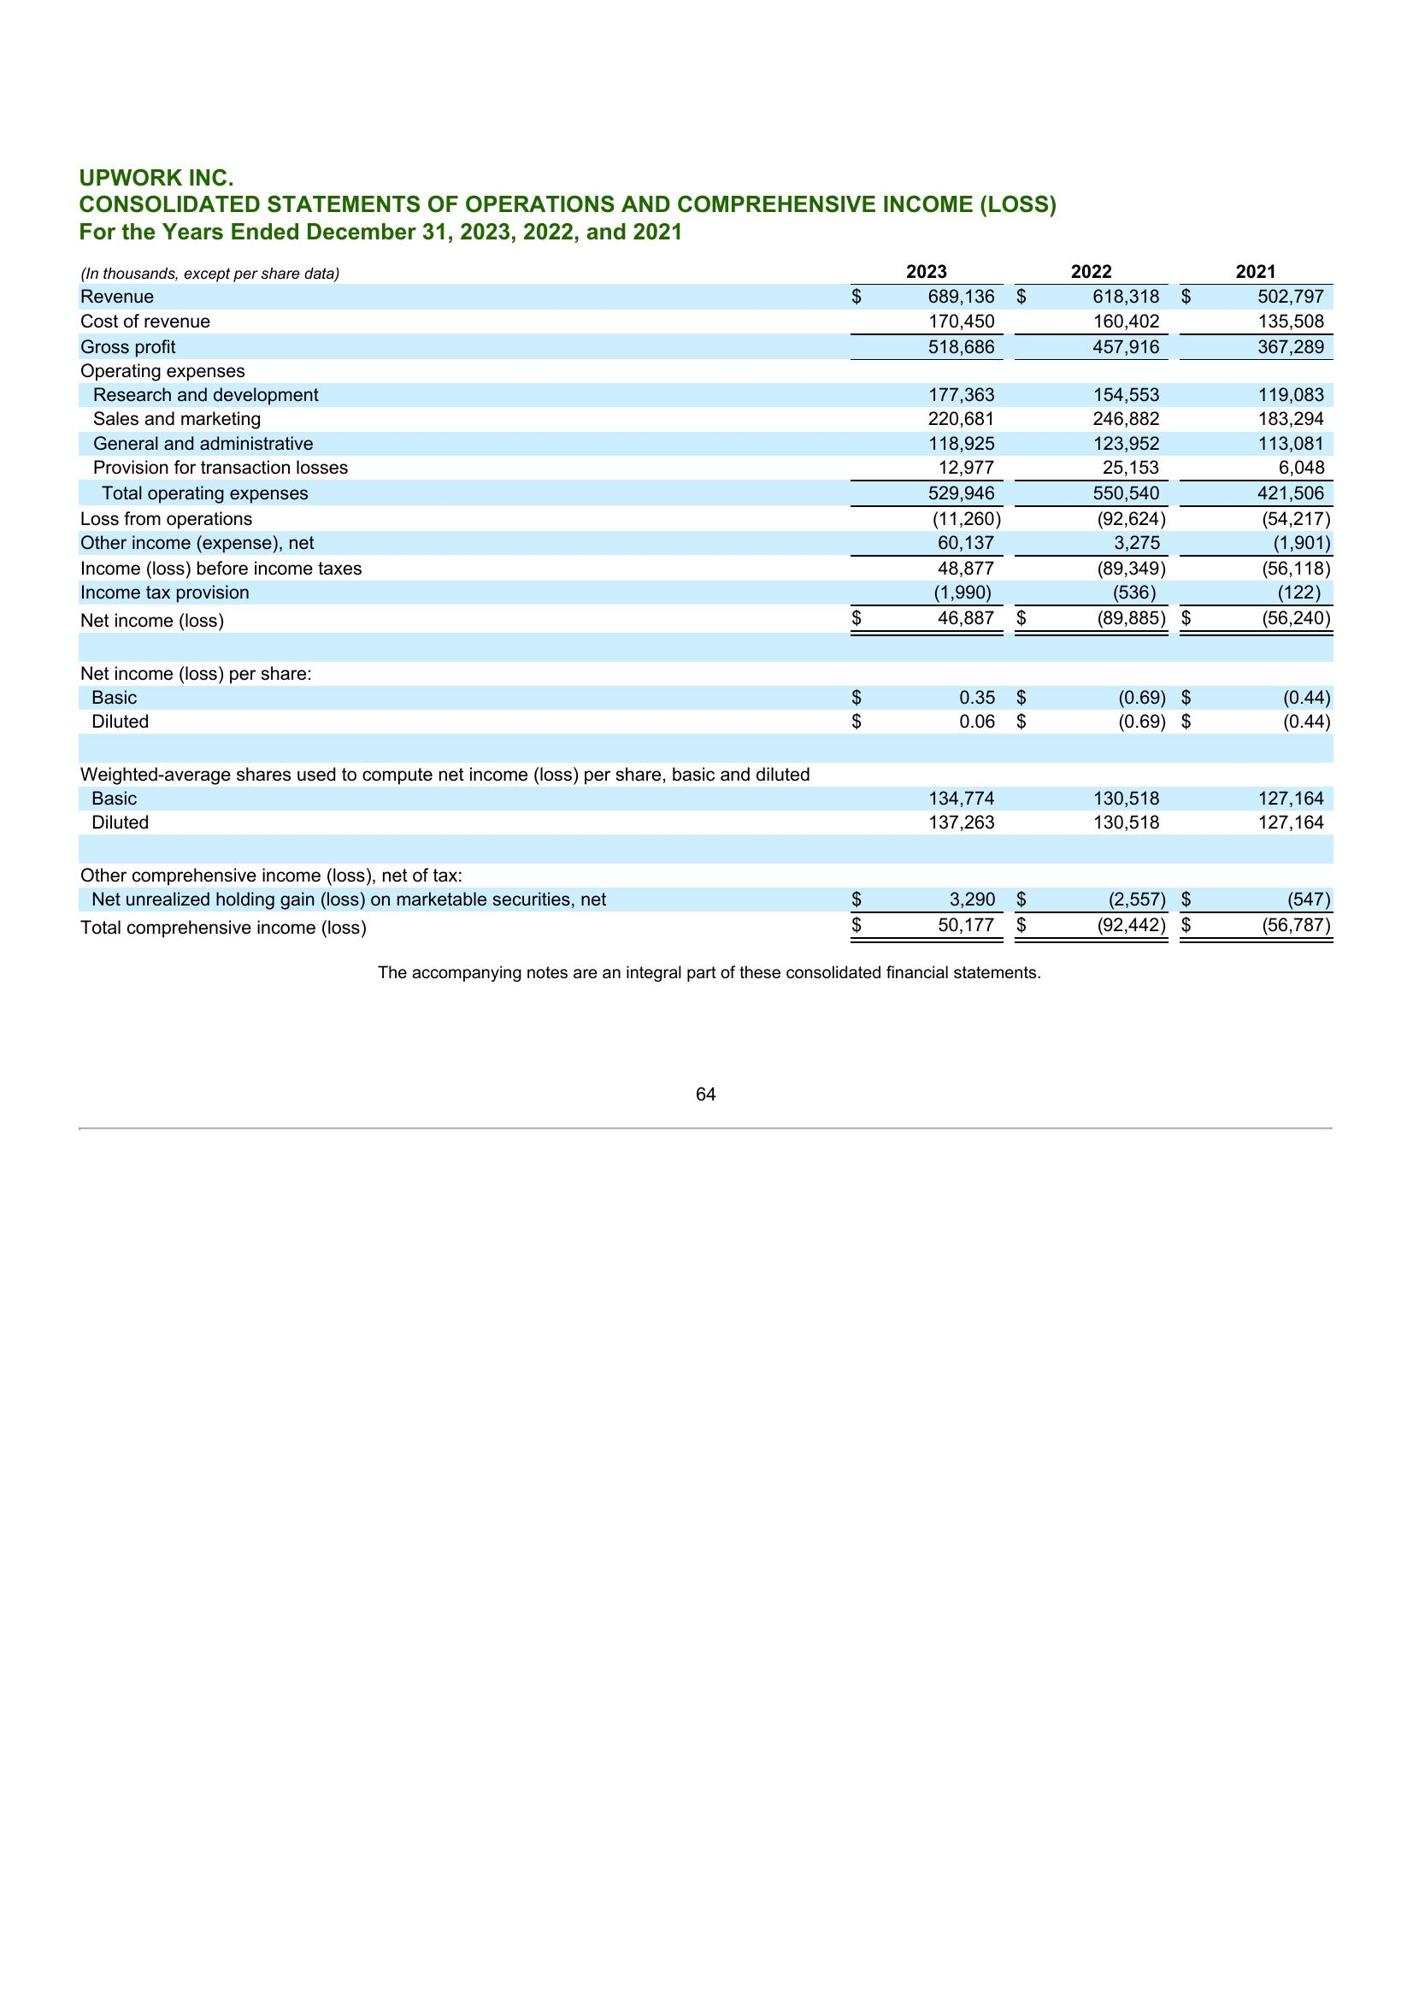 UPWORK INC.
CONSOLIDATED STATEMENTS OF OPERATIONS AND COMPREHENSIVE INCOME (LOSS)
For the Years Ended December 31, 2023, 2022, and 2021
(In thousands, except per share data) 2023 2022 2021
Revenue $ 689,136 $ 618,318 $ 502,797
Cost of revenue 170,450 160,402 135,508
Gross profit 518,686 457,916 367,289
Operating expenses
Research and development 177,363 154,553 119,083
Sales and marketing 220,681 246,882 183,294
General and administrative 118,925 123,952 113,081
Provision for transaction losses 12,977 25,153 6,048
Total operating expenses 529,946 550,540 421,506
Loss from operations (11,260) (92,624) (54,217)
Other income (expense), net 60,137 3,275 (1,901)
Income (loss) before income taxes 48,877 (89,349) (56,118)
Income tax provision (1,990) (536) (122)
Net income (loss) $ 46,887 $ (89,885) $ (56,240)
Net income (loss) per share:
Basic $ 0.35 $ (0.69) $ (0.44)
Diluted $ 0.06 $ (0.69) $ (0.44)
Weighted-average shares used to compute net income (loss) per share, basic and diluted
Basic 134,774 130,518 127,164
Diluted 137,263 130,518 127,164
Other comprehensive income (loss), net of tax:
Net unrealized holding gain (loss) on marketable securities, net $ 3,290 $ (2,557) $ (547)
Total comprehensive income (loss) $ 50,177 $ (92,442) $ (56,787)
The accompanying notes are an integral part of these consolidated financial statements.
64